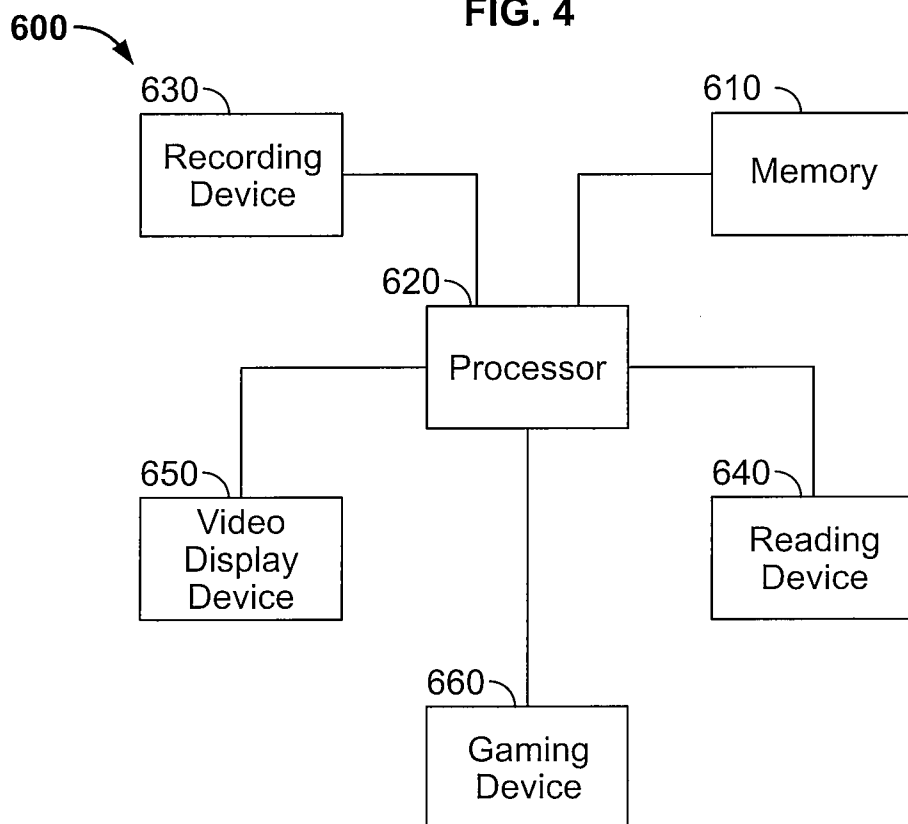 FIG. 4
600
630
610
Recording
Device
Memory
620
Processor
650
640
Video
Display
Device
Reading
Device
660
Gaming
Device